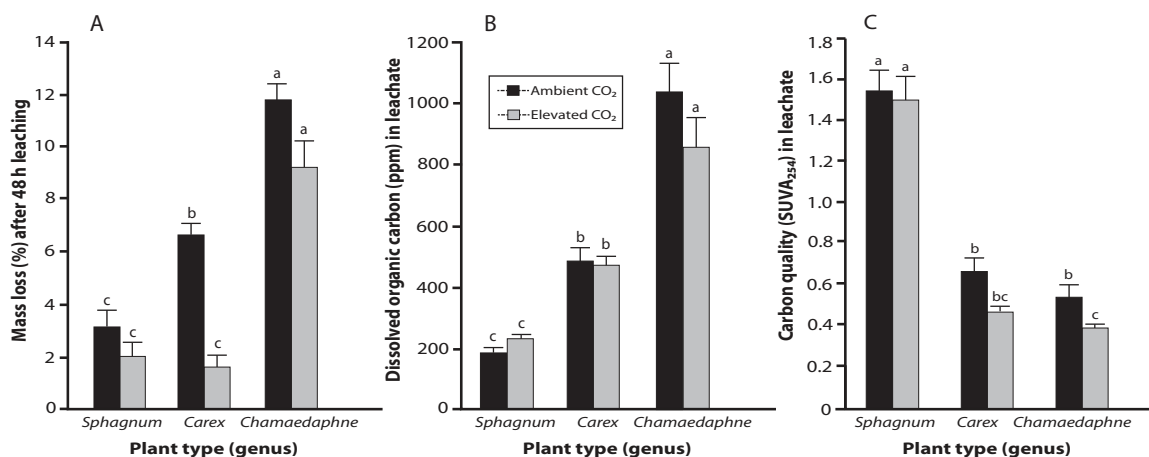 A
Mass loss (%) after 48 h leaching
14
12
10
8
6
4
2
0
c
c
b
c
a
a
Sphagnum
Carex
Chamaedaphne
Plant type (genus)
B
Dissolved organic carbon (ppm) in leachate
1200
1000
800
600
400
200
0
Ambient CO₂
Elevated CO₂
c
c
b
b
a
a
Sphagnum
Carex
Chamaedaphne
Plant type (genus)
C
Carbon quality (SUVA₂₅₄) in leachate
1.8
1.6
1.4
1.2
1.0
0.8
0.6
0.4
0.2
0
a
a
b
bc
b
c
Sphagnum
Carex
Chamaedaphne
Plant type (genus)